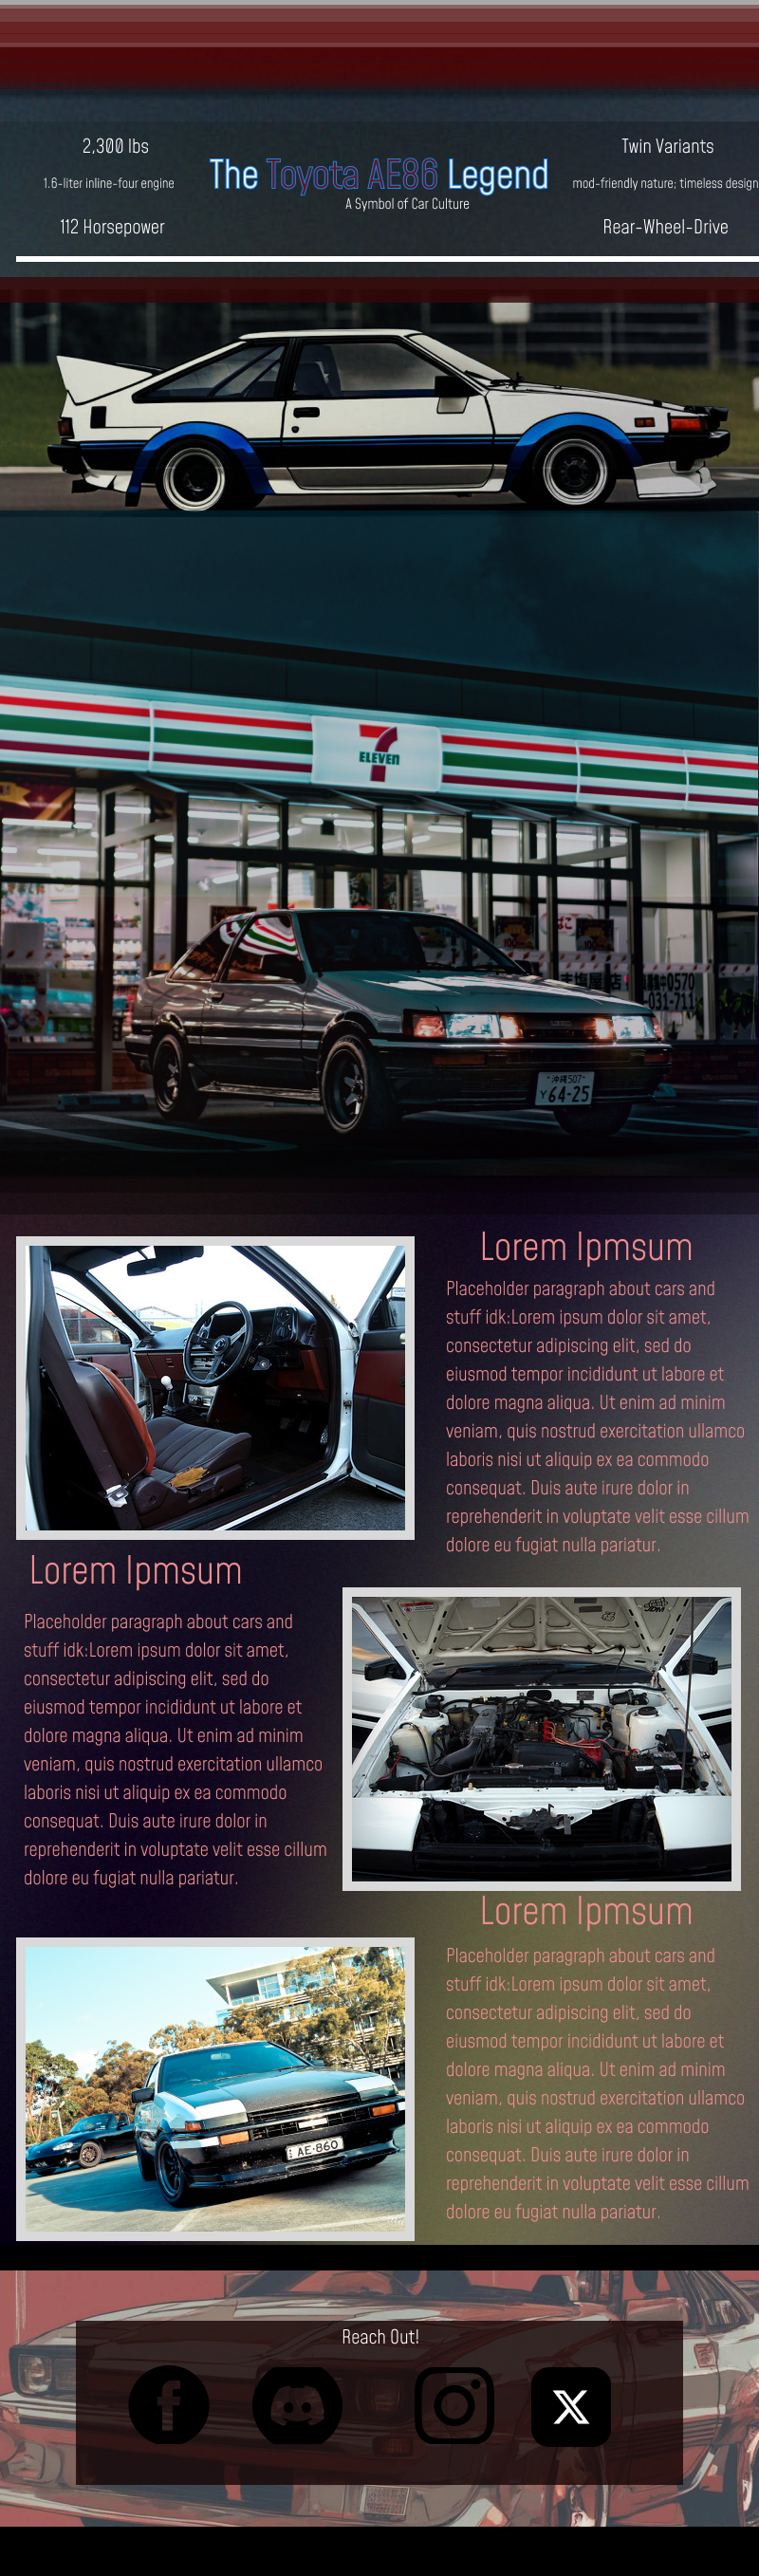 2,300 lbs
1.6-liter inline-four engine
112 Horsepower
The Toyota AE86 Legend
A Symbol of Car Culture
Twin Variants
mod-friendly nature; timeless design
Rear-Wheel-Drive
7
ELEVEN
0570
-031-711
沖縄507
Y 64-25
Lorem Ipmsum
Placeholder paragraph about cars and
stuff idk:Lorem ipsum dolor sit amet,
consectetur adipiscing elit, sed do
eiusmod tempor incididunt ut labore et
dolore magna aliqua. Ut enim ad minim
veniam, quis nostrud exercitation ullamco
laboris nisi ut aliquip ex ea commodo
consequat. Duis aute irure dolor in
reprehenderit in voluptate velit esse cillum
dolore eu fugiat nulla pariatur.
Lorem Ipmsum
Placeholder paragraph about cars and
stuff idk:Lorem ipsum dolor sit amet,
consectetur adipiscing elit, sed do
eiusmod tempor incididunt ut labore et
dolore magna aliqua. Ut enim ad minim
veniam, quis nostrud exercitation ullamco
laboris nisi ut aliquip ex ea commodo
consequat. Duis aute irure dolor in
reprehenderit in voluptate velit esse cillum
dolore eu fugiat nulla pariatur.
JDM
Lorem Ipmsum
Placeholder paragraph about cars and
stuff idk:Lorem ipsum dolor sit amet,
consectetur adipiscing elit, sed do
eiusmod tempor incididunt ut labore et
dolore magna aliqua. Ut enim ad minim
veniam, quis nostrud exercitation ullamco
laboris nisi ut aliquip ex ea commodo
consequat. Duis aute irure dolor in
reprehenderit in voluptate velit esse cillum
dolore eu fugiat nulla pariatur.
AE·860
Reach Out!